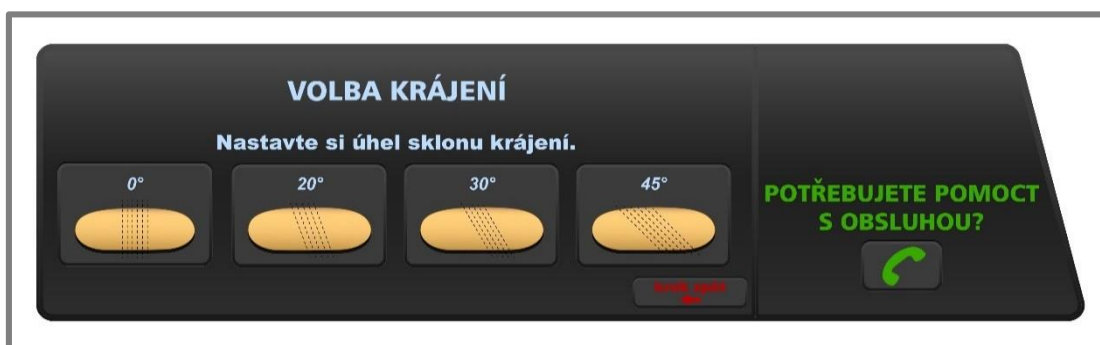 VOLBA KRÁJENÍ
Nastavte si úhel sklonu krájení.
0°
20°
30°
45°
POTŘEBUJETE POMOCT
S OBSLUHOU?